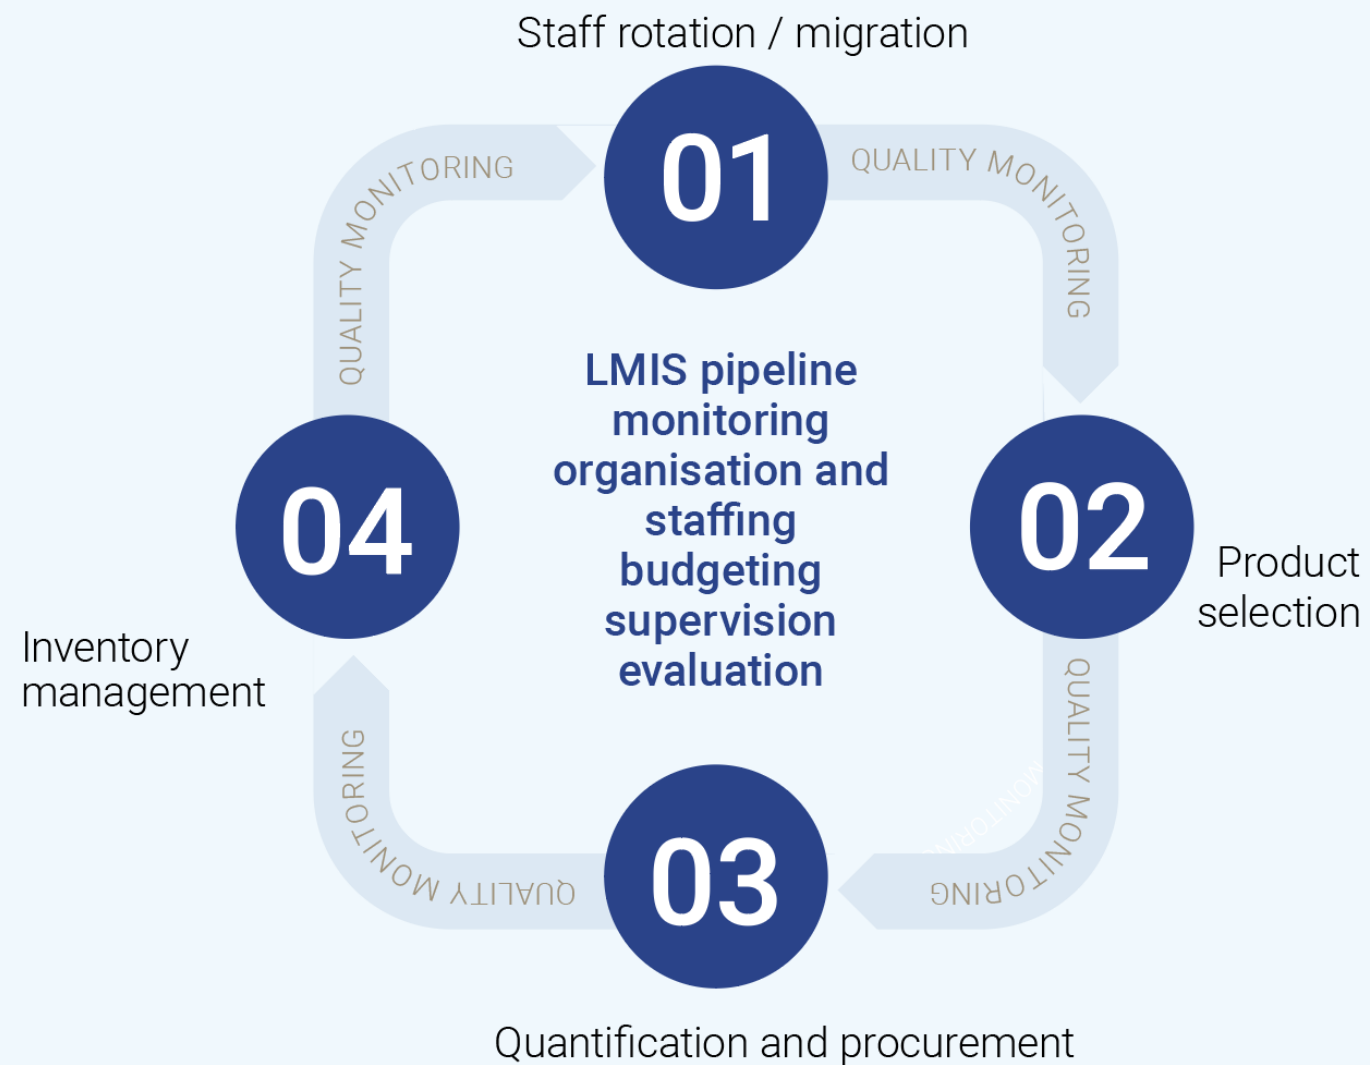 Staff rotation / migration
01
QUALITY MONITORING
QUALITY MONITORING
LMIS pipeline
monitoring
organisation and
staffing
budgeting
supervision
evaluation
04
02
Product
selection
Inventory
management
QUALITY MONITORING
QUALITY MONITORING
MONITORING
03
Quantification and procurement